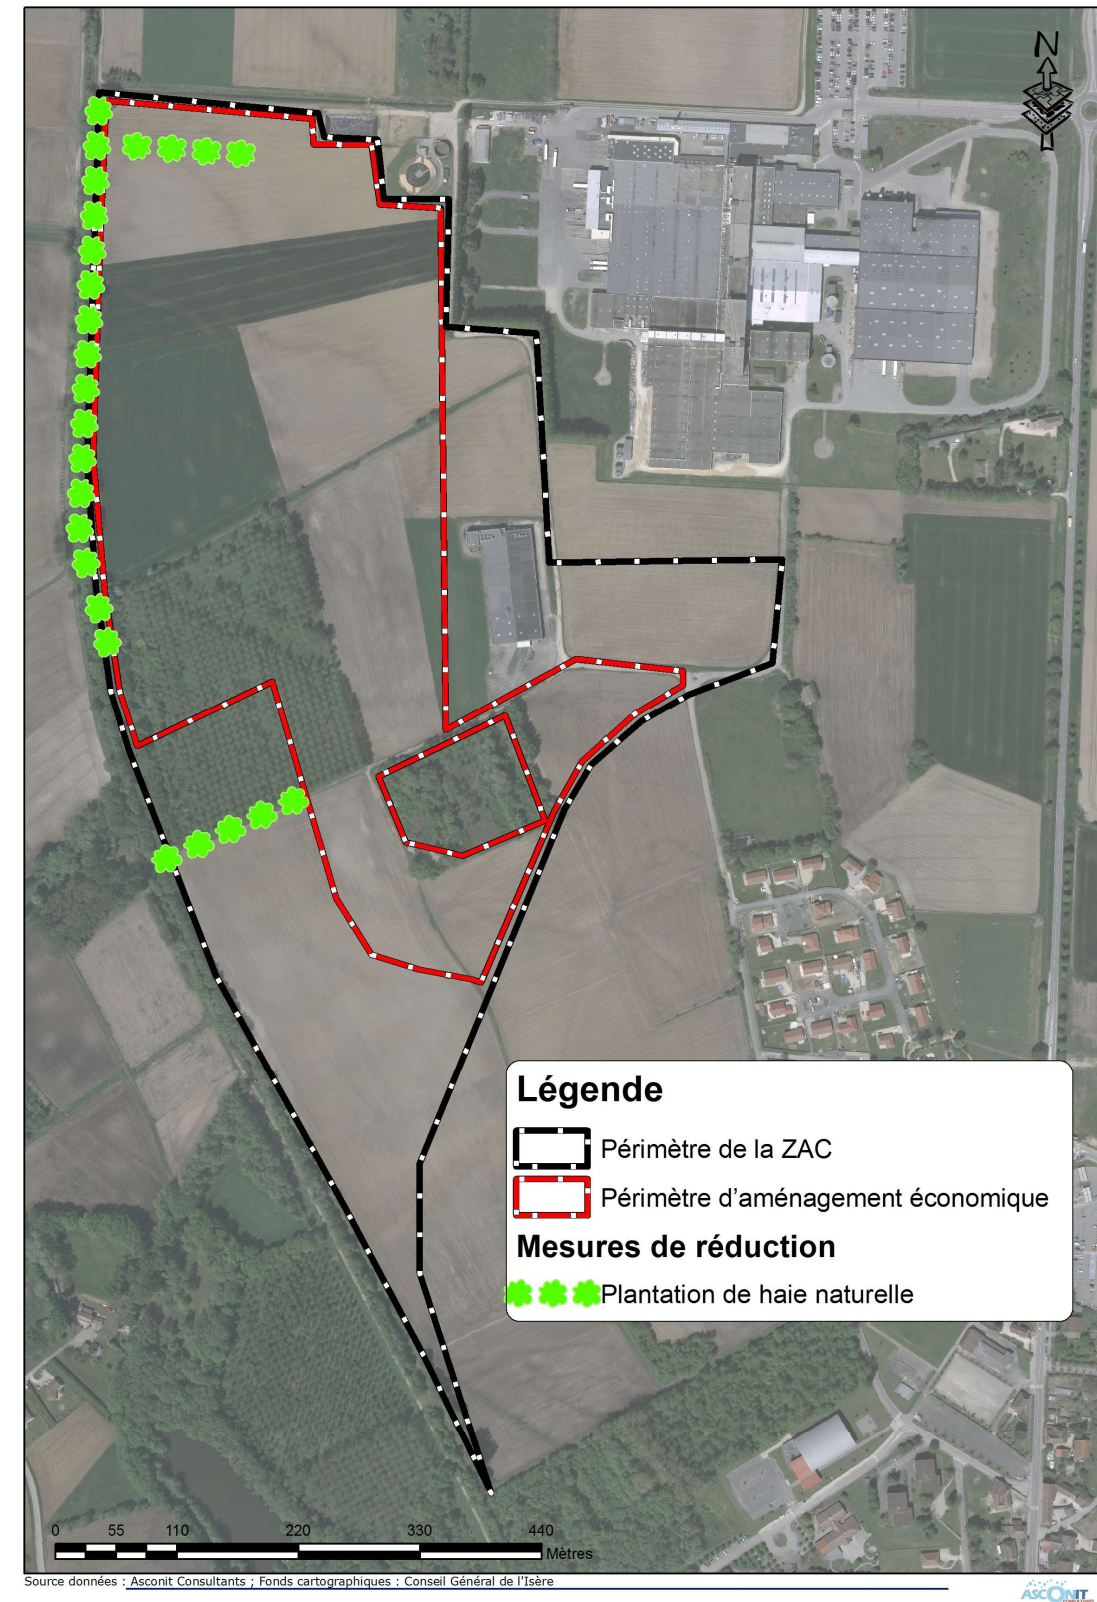 N
Légende
Périmètre de la ZAC
Périmètre d'aménagement économique
Mesures de réduction
Plantation de haie naturelle
0 55 110 220 330 440
Mètres
Source données : Asconit Consultants ; Fonds cartographiques : Conseil Général de l'Isère
ASCONIT
CONSULTANTS